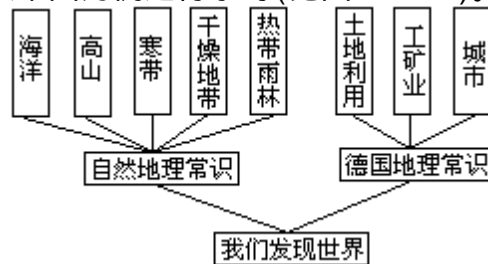 海洋
高山
寒带
干燥地带
热带雨林
土地利用
工矿业
城市
自然地理常识
德国地理常识
我们发现世界